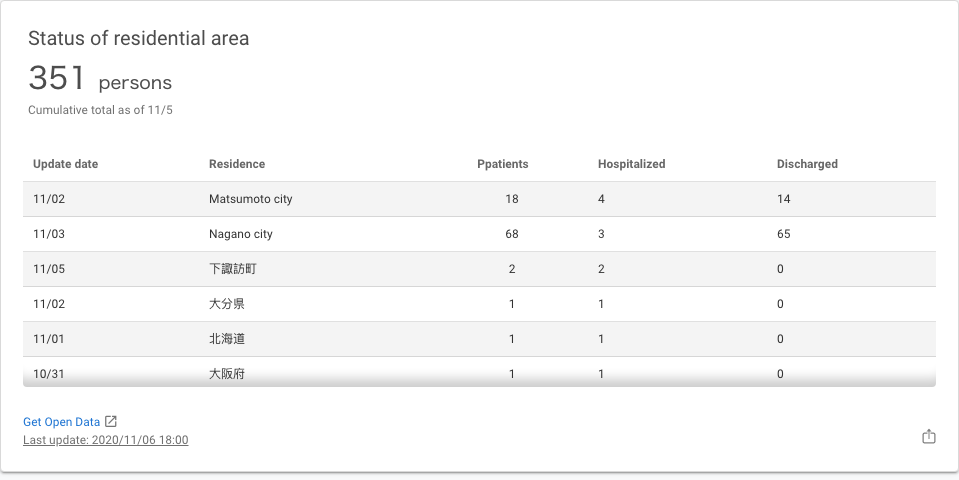 Status of residential area
351 persons
Cumulative total as of 11/5
Update date Residence Ppatients Hospitalized Discharged
11/02 Matsumoto city 18 4 14
11/03 Nagano city 68 3 65
11/05 下諏訪町 2 2 0
11/02 大分県 1 1 0
11/01 北海道 1 1 0
10/31 大阪府 1 1 0
Get Open Data
Last update: 2020/11/06 18:00